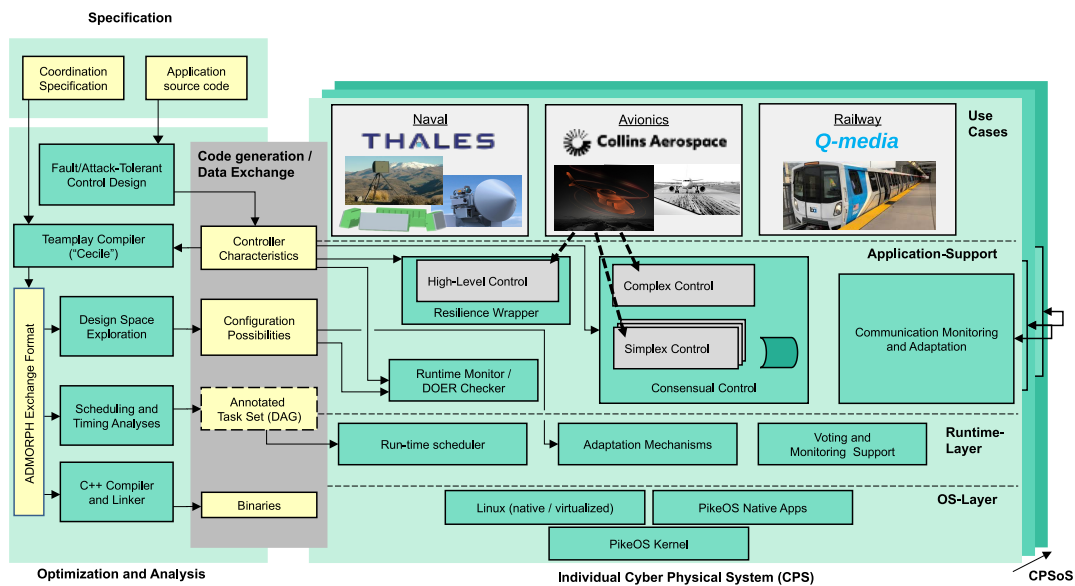 Specification
Coordination
Specification
Application
source code
Fault/Attack-Tolerant
Control Design
Code generation /
Data Exchange
Teamplay Compiler
("Cecile")
Controller
Characteristics
ADMORPH Exchange Format
Design Space
Exploration
Configuration
Possibilities
Scheduling and
Timing Analyses
Annotated
Task Set (DAG)
C++ Compiler
and Linker
Binaries
Optimization and Analysis
Naval
THALES
Avionics
Collins Aerospace
Railway
Q-media
Use
Cases
Application-Support
High-Level Control
Resilience Wrapper
Complex Control
Simplex Control
Consensual Control
Communication Monitoring
and Adaptation
Runtime Monitor /
DOER Checker
Run-time scheduler
Adaptation Mechanisms
Voting and
Monitoring Support
Runtime-
Layer
OS-Layer
Linux (native / virtualized)
PikeOS Native Apps
PikeOS Kernel
Individual Cyber Physical System (CPS)
CPSoS